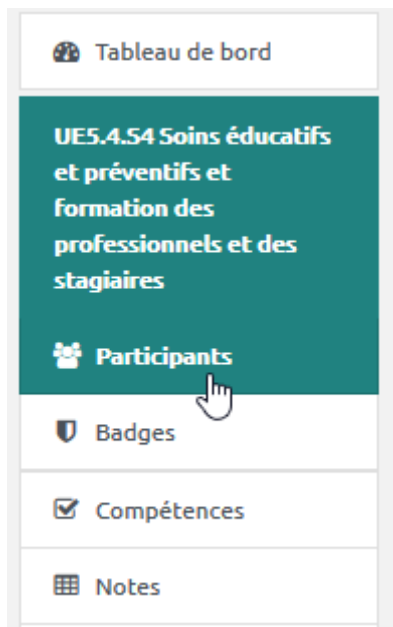 Tableau de bord
UE5.4.S4 Soins éducatifs
et préventifs et
formation des
professionnels et des
stagiaires
Participants
Badges
Compétences
Notes